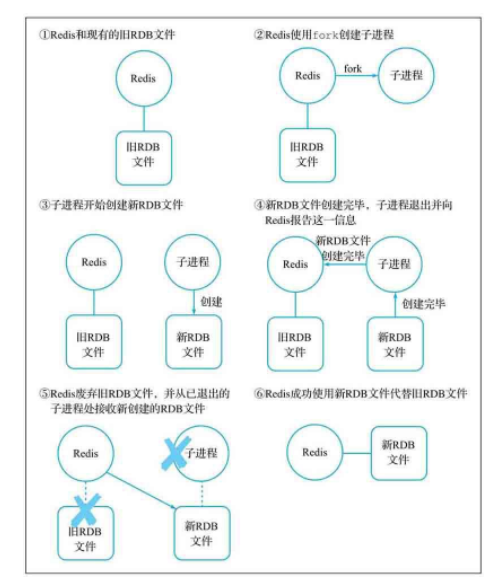 ①Redis和现有的旧RDB文件
Redis
旧RDB
文件
②Redis使用fork创建子进程
Redis
fork
子进程
旧RDB
文件
③子进程开始创建新RDB文件
Redis
子进程
创建
旧RDB
文件
新RDB
文件
④新RDB文件创建完毕，子进程退出并向
Redis报告这一信息
新RDB文件
创建完毕
Redis
子进程
创建完毕
旧RDB
文件
新RDB
文件
⑤Redis废弃旧RDB文件，并从已退出的
子进程处接收新创建的RDB文件
Redis
子进程
旧RDB
文件
新RDB
文件
⑥Redis成功使用新RDB文件代替旧RDB文件
Redis
新RDB
文件